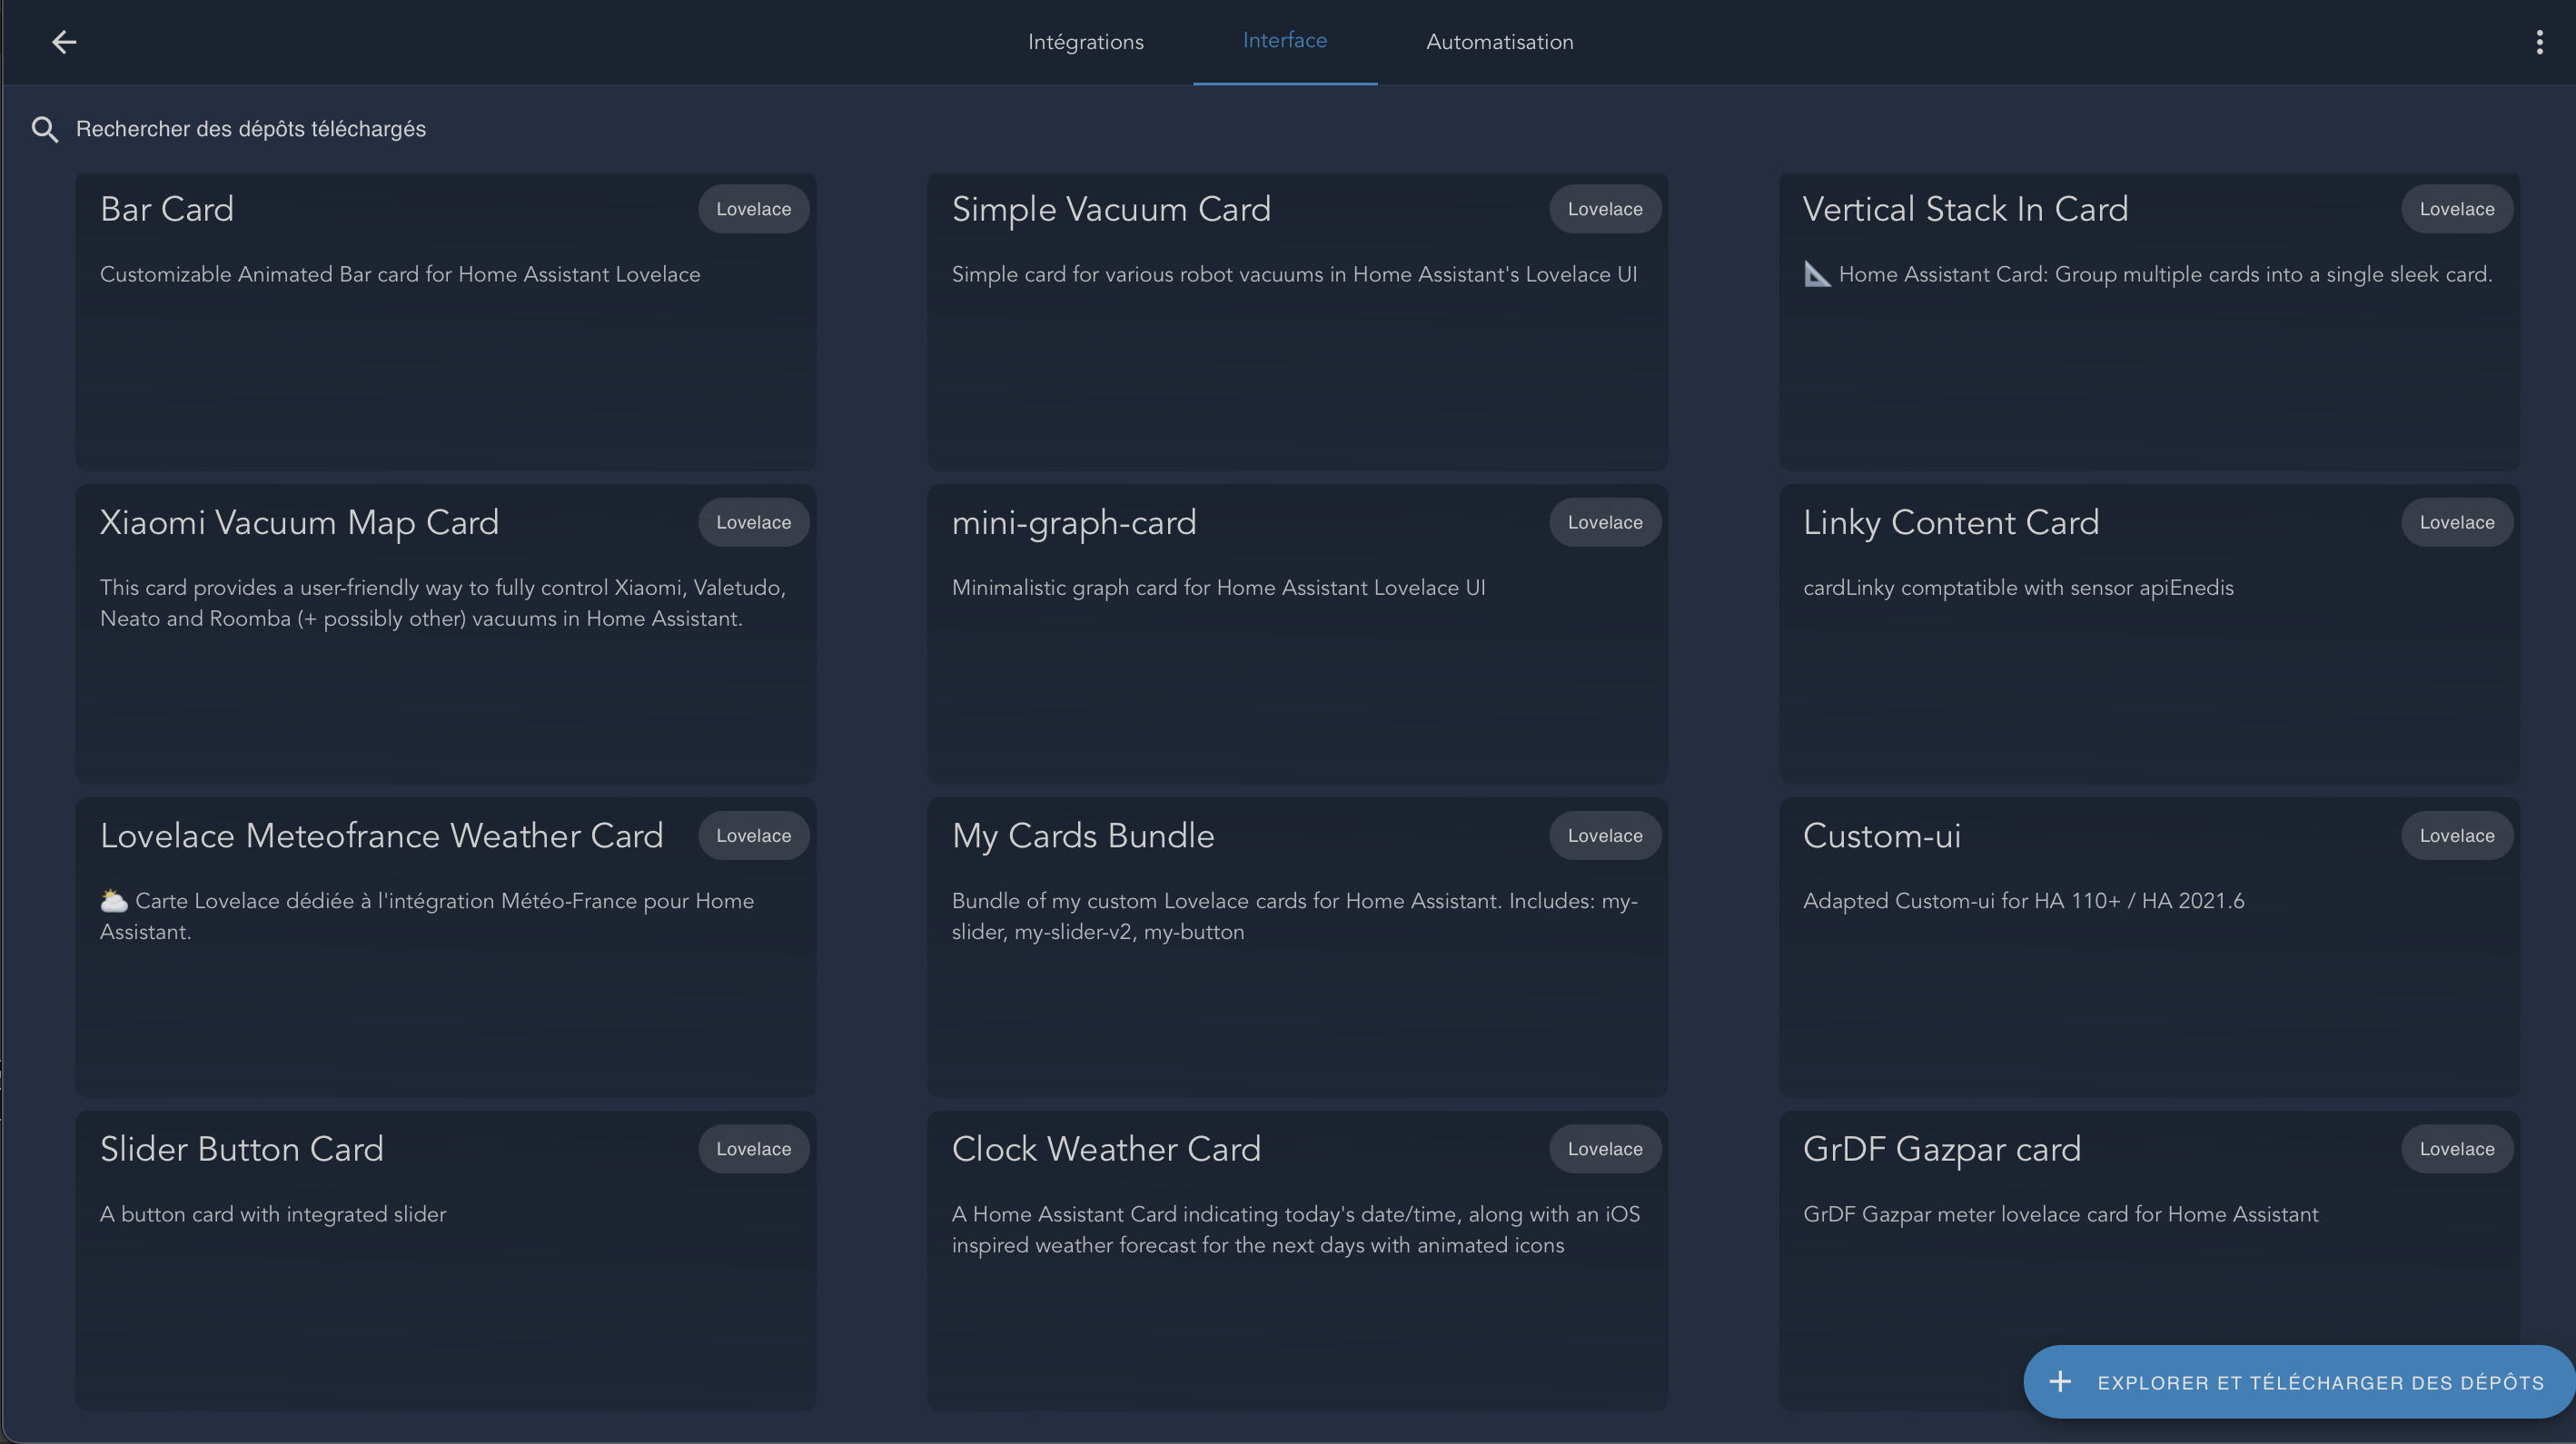 Intégrations
Interface
Automatisation
Rechercher des dépôts téléchargés
Bar Card
Lovelace
Customizable Animated Bar card for Home Assistant Lovelace
Simple Vacuum Card
Lovelace
Simple card for various robot vacuums in Home Assistant's Lovelace UI
Vertical Stack In Card
Lovelace
📐 Home Assistant Card: Group multiple cards into a single sleek card.
Xiaomi Vacuum Map Card
Lovelace
This card provides a user-friendly way to fully control Xiaomi, Valetudo,
Neato and Roomba (+ possibly other) vacuums in Home Assistant.
mini-graph-card
Lovelace
Minimalistic graph card for Home Assistant Lovelace UI
Linky Content Card
Lovelace
cardLinky comptatible with sensor apiEnedis
Lovelace Meteofrance Weather Card
Lovelace
⛅ Carte Lovelace dédiée à l'intégration Météo-France pour Home
Assistant.
My Cards Bundle
Lovelace
Bundle of my custom Lovelace cards for Home Assistant. Includes: my-
slider, my-slider-v2, my-button
Custom-ui
Lovelace
Adapted Custom-ui for HA 110+ / HA 2021.6
Slider Button Card
Lovelace
A button card with integrated slider
Clock Weather Card
Lovelace
A Home Assistant Card indicating today's date/time, along with an iOS
inspired weather forecast for the next days with animated icons
GrDF Gazpar card
Lovelace
GrDF Gazpar meter lovelace card for Home Assistant
EXPLORER ET TÉLÉCHARGER DES DÉPÔTS